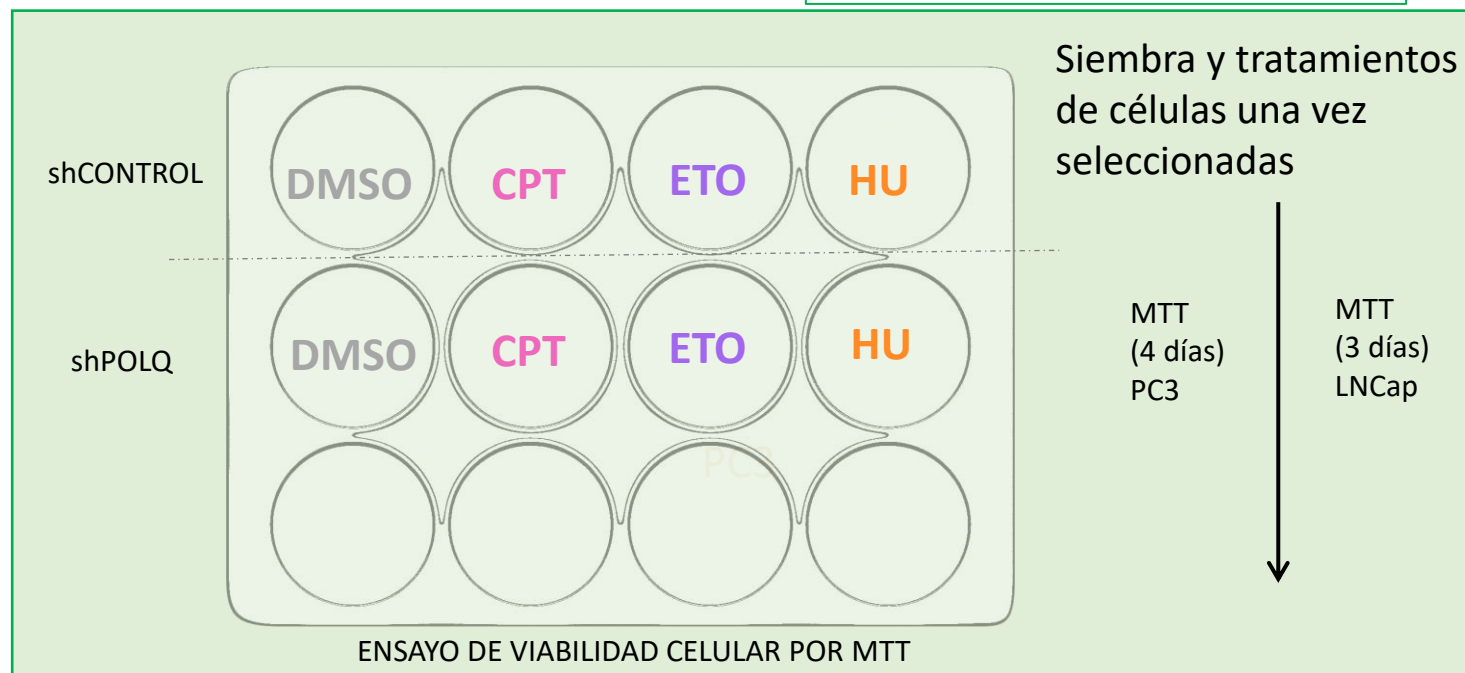 Siembra y tratamientos
de células una vez
seleccionadas
shCONTROL
DMSO CPT ETO HU
shPOLQ
DMSO CPT ETO HU
PC3
MTT
(4 días)
PC3
MTT
(3 días)
LNCap
ENSAYO DE VIABILIDAD CELULAR POR MTT